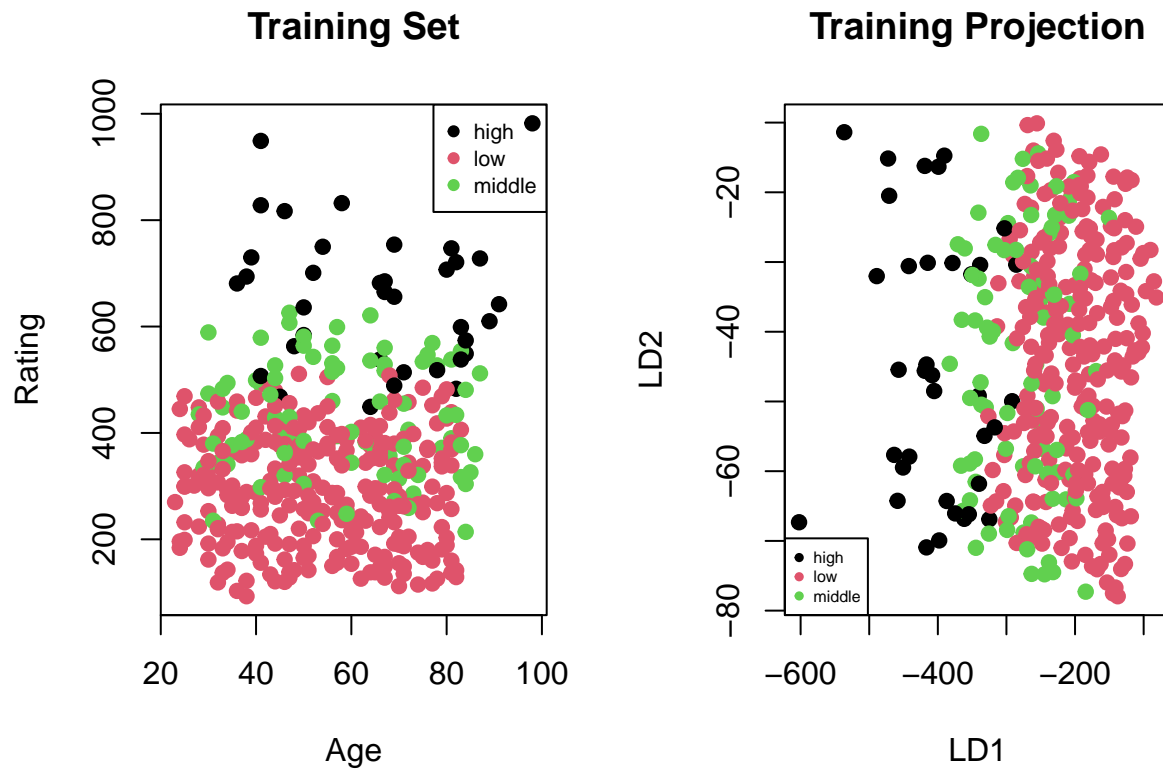 Training Set
Rating
1000
800
600
400
200
high
low
middle
20 40 60 80 100
Age
Training Projection
LD2
−20
−40
−60
−80
high
low
middle
−600 −400 −200
LD1